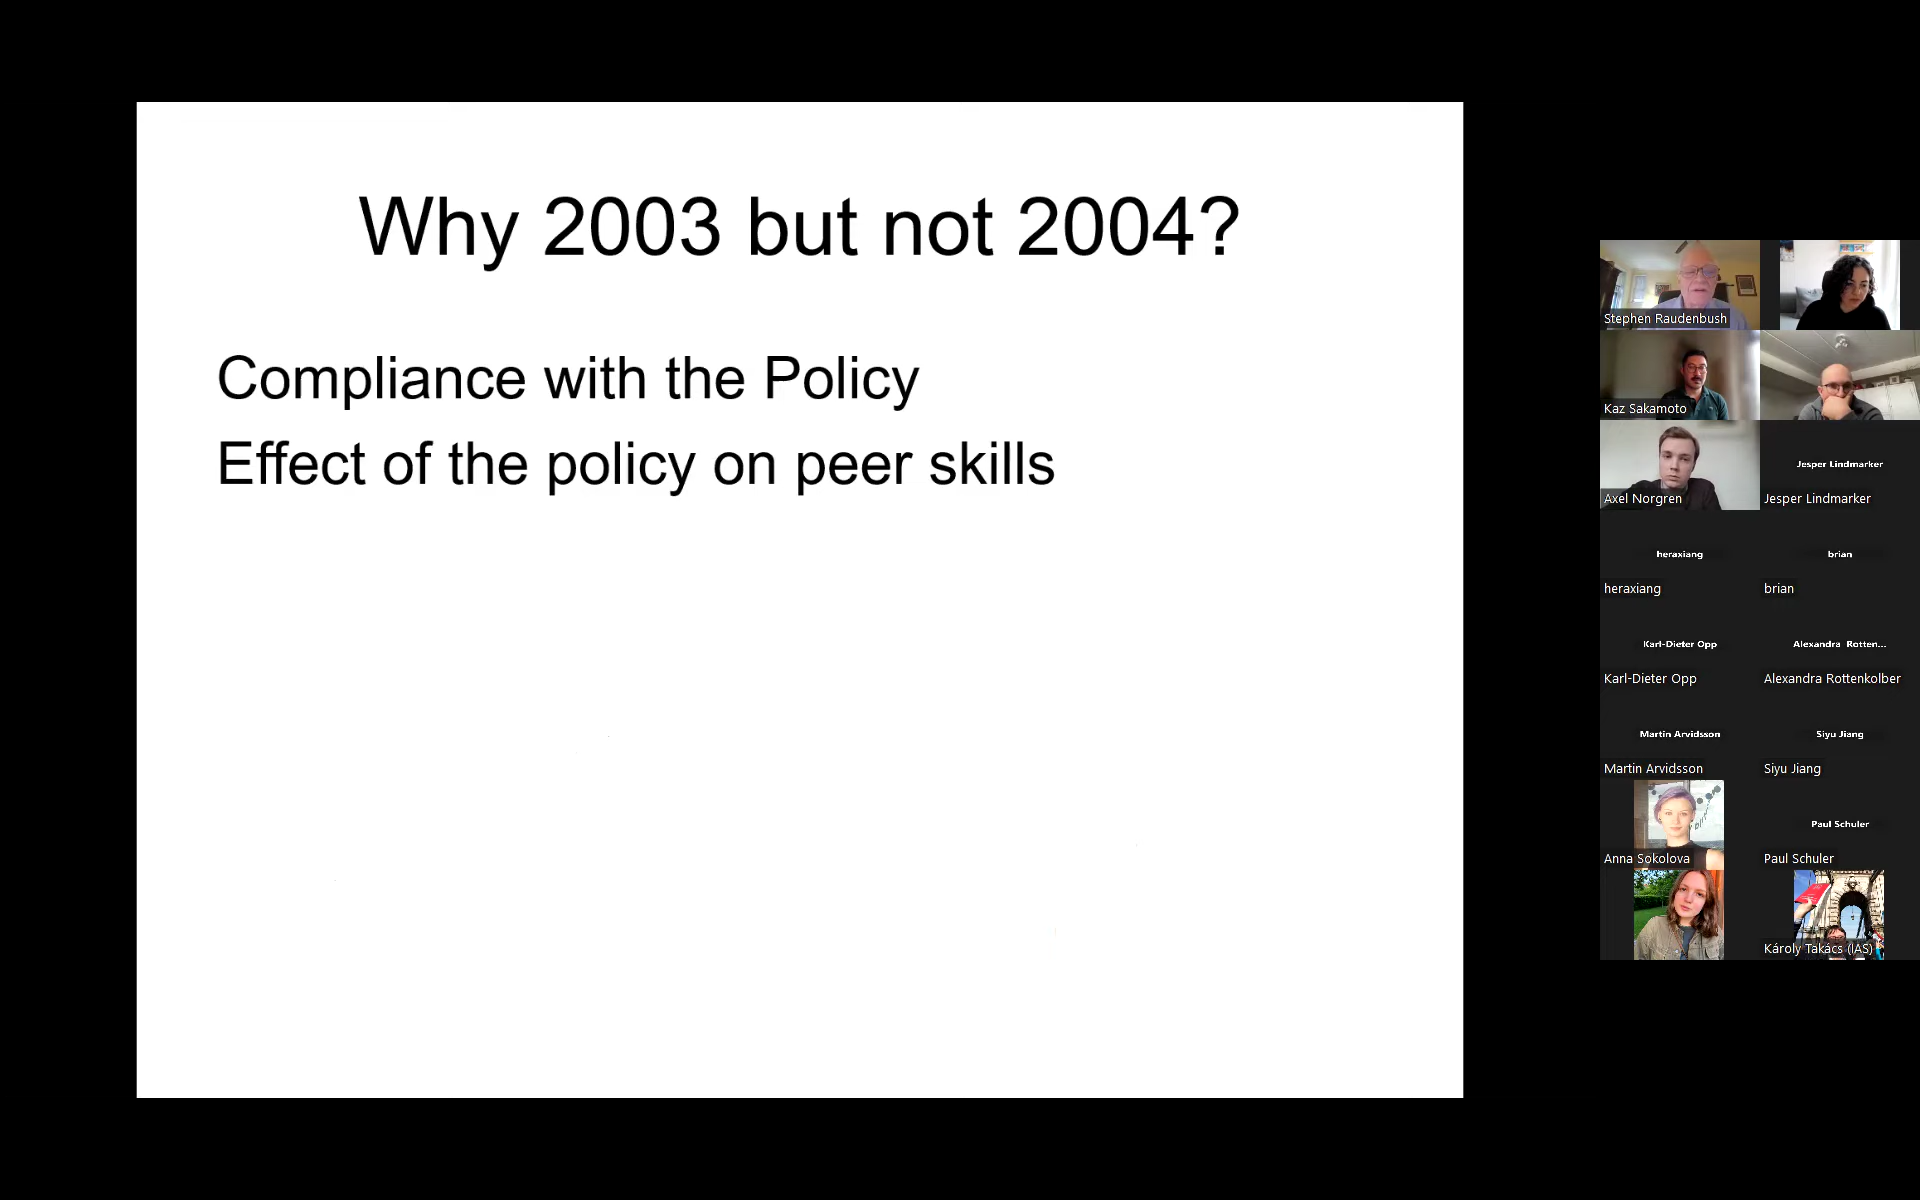 Why 2003 but not 2004?
Compliance with the Policy
Effect of the policy on peer skills
Stephen Raudenbush
Kaz Sakamoto
Axel Norgren
Jesper Lindmarker
Jesper Lindmarker
heraxiang
heraxiang
brian
brian
Karl-Dieter Opp
Karl-Dieter Opp
Alexandra Rotten...
Alexandra Rottenkolber
Martin Arvidsson
Martin Arvidsson
Siyu Jiang
Siyu Jiang
Anna Sokolova
Paul Schuler
Paul Schuler
Károly Takács (IAS)